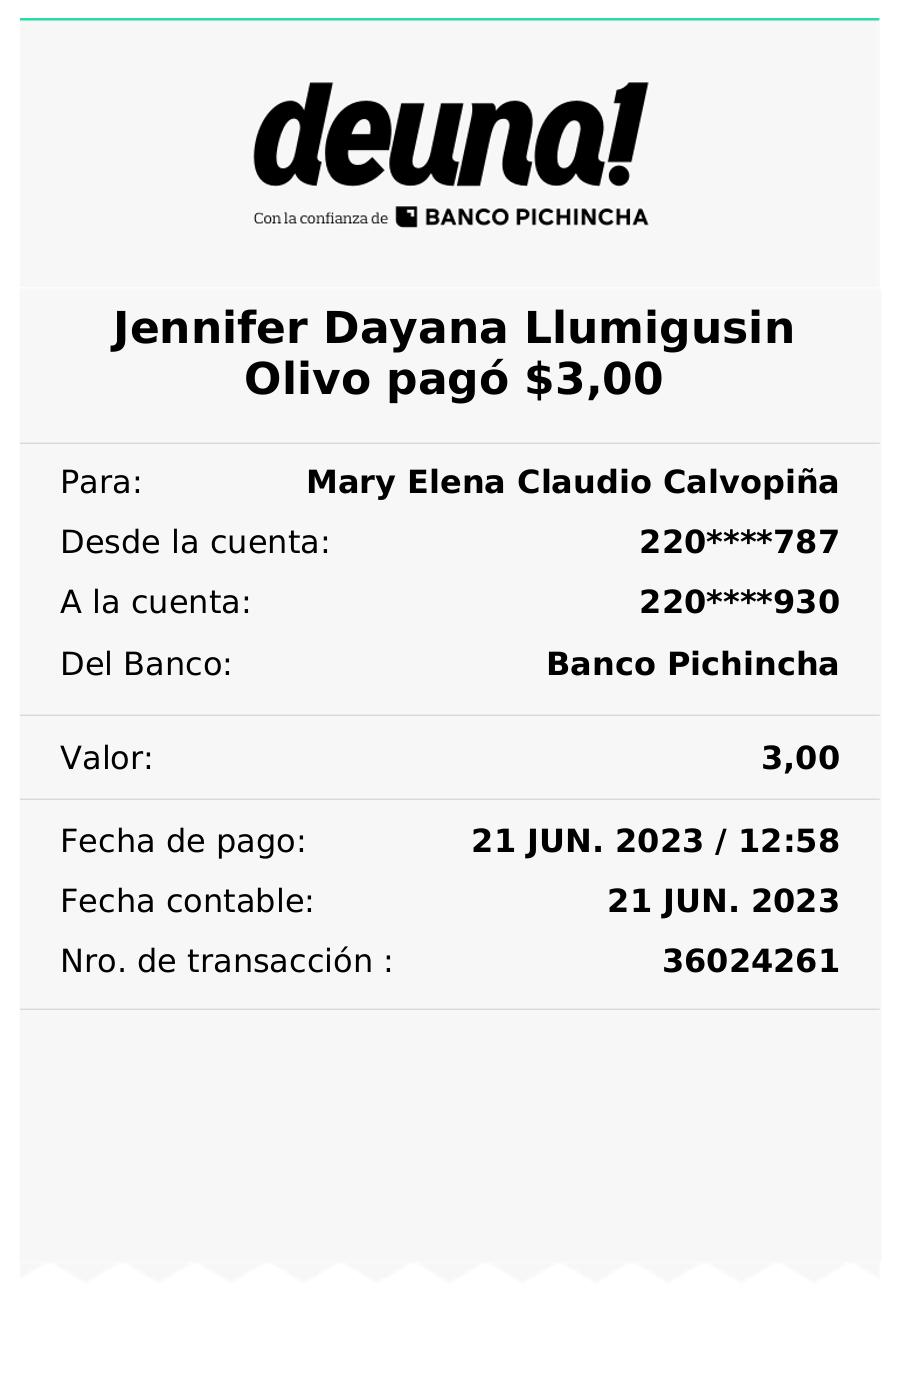 deuna!
Con la confianza de BANCO PICHINCHA
Jennifer Dayana Llumigusin
Olivo pagó $3,00
Para: Mary Elena Claudio Calvopiña
Desde la cuenta: 220****787
A la cuenta: 220****930
Del Banco: Banco Pichincha
Valor: 3,00
Fecha de pago: 21 JUN. 2023 / 12:58
Fecha contable: 21 JUN. 2023
Nro. de transacción : 36024261